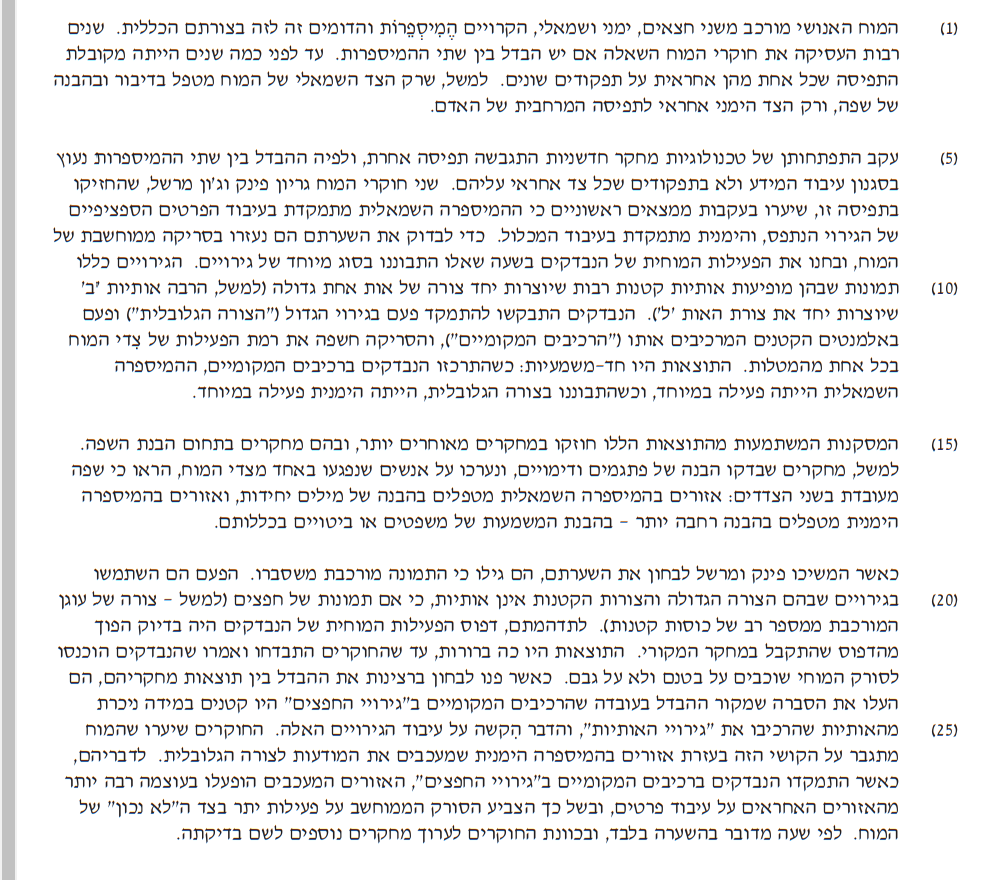 (1) המוח האנושי מורכב משני חצאים, ימני ושמאלי, הקרויים הֶמיסְפֵרוֹת והדומים זה לזה בצורתם הכללית. שנים
רבות העסיקה את חוקרי המוח השאלה אם יש הבדל בין שתי ההמיספרות. עד לפני כמה שנים הייתה מקובלת
התפיסה שכל אחת מהן אחראית על תפקודים שונים. למשל, שרק הצד השמאלי של המוח מטפל בדיבור ובהבנה
של שפה, ורק הצד הימני אחראי לתפיסה המרחבית של האדם.
(5) עקב התפתחותן של טכנולוגיות מחקר חדשניות התגבשה תפיסה אחרת, ולפיה ההבדל בין שתי ההמיספרות נעוץ
בסגנון עיבוד המידע ולא בתפקודים שכל צד אחראי עליהם. שני חוקרי המוח גריון פינק וג'ון מרשל, שהחזיקו
בתפיסה זו, שיערו בעקבות ממצאים ראשוניים כי ההמיספרה השמאלית מתמקדת בעיבוד הפרטים הספציפיים
של הגירוי הנתפס, והימנית מתמקדת בעיבוד המכלול. כדי לבדוק את השערתם הם נעזרו בסריקה ממוחשבת של
המוח, ובחנו את הפעילות המוחית של הנבדקים בשעה שאלו התבוננו בסוג מיוחד של גירויים. הגירויים כללו
(10) תמונות שבהן מופיעות אותיות קטנות רבות שיוצרות יחד צורה של אות אחת גדולה (למשל, הרבה אותיות 'ב'
שיוצרות יחד את צורת האות 'ל'). הנבדקים התבקשו להתמקד פעם בגירוי הגדול ("הצורה הגלובלית") ופעם
באלמנטים הקטנים המרכיבים אותו ("הרכיבים המקומיים"), והסריקה חשפה את רמת הפעילות של צִדי המוח
בכל אחת מהמטלות. התוצאות היו חד-משמעיות: כשהתרכזו הנבדקים ברכיבים המקומיים, ההמיספרה
השמאלית הייתה פעילה במיוחד, וכשהתבוננו בצורה הגלובלית, הייתה הימנית פעילה במיוחד.
(15) המסקנות המשתמעות מהתוצאות הללו חוזקו במחקרים מאוחרים יותר, ובהם מחקרים בתחום הבנת השפה.
למשל, מחקרים שבדקו הבנה של פתגמים ודימויים, ונערכו על אנשים שנפגעו באחד מצדי המוח, הראו כי שפה
מעובדת בשני הצדדים: אזורים בהמיספרה השמאלית מטפלים בהבנה של מילים יחידות, ואזורים בהמיספרה
הימנית מטפלים בהבנה רחבה יותר – בהבנת המשמעות של משפטים או ביטויים בכללותם.
כאשר המשיכו פינק ומרשל לבחון את השערתם, הם גילו כי התמונה מורכבת משסברו. הפעם הם השתמשו
(20) בגירויים שבהם הצורה הגדולה והצורות הקטנות אינן אותיות, כי אם תמונות של חפצים (למשל – צורה של עוגן
המורכבת ממספר רב של כוסות קטנות). לתדהמתם, דפוס הפעילות המוחית של הנבדקים היה בדיוק הפוך
מהדפוס שהתקבל במחקר המקורי. התוצאות היו כה ברורות, עד שהחוקרים התבדחו ואמרו שהנבדקים הוכנסו
לסורק המוחי שוכבים על בטנם ולא על גבם. כאשר פנו לבחון ברצינות את ההבדל בין תוצאות מחקריהם, הם
העלו את הסברה שמקור ההבדל בעובדה שהרכיבים המקומיים ב"גירויי החפצים" היו קטנים במידה ניכרת
(25) מהאותיות שהרכיבו את "גירויי האותיות", והדבר הִקשה על עיבוד הגירויים האלה. החוקרים שיערו שהמוח
מתגבר על הקושי הזה בעזרת אזורים בהמיספרה הימנית שמעכבים את המודעות לצורה הגלובלית. לדבריהם,
כאשר התמקדו הנבדקים ברכיבים המקומיים ב"גירויי החפצים", האזורים המעכבים הופעלו בעוצמה רבה יותר
מהאזורים האחראים על עיבוד פרטים, ובשל כך הצביע הסורק הממוחשב על פעילות יתר בצד ה"לא נכון" של
המוח. לפי שעה מדובר בהשערה בלבד, ובכוונת החוקרים לערוך מחקרים נוספים לשם בדיקתה.